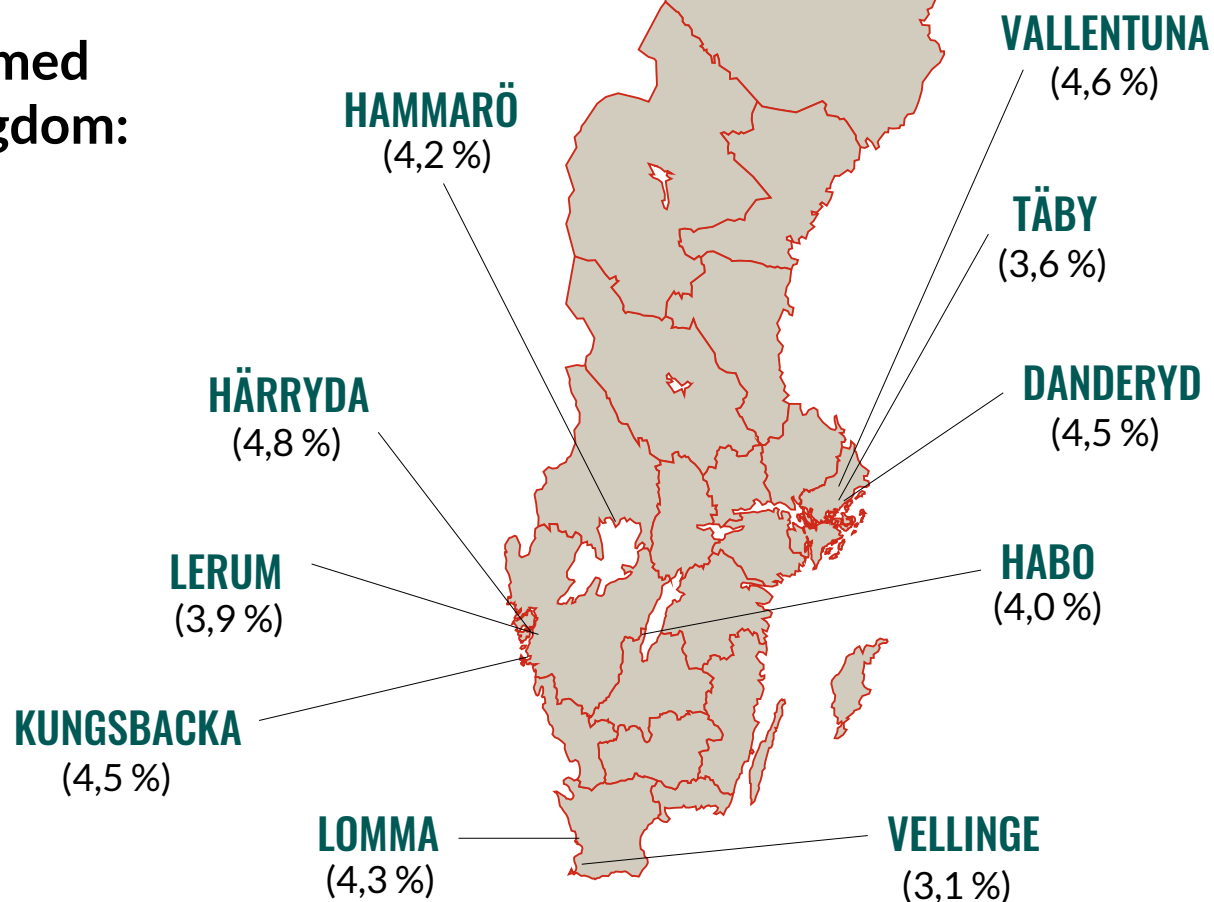 med
gdom:
VALLENTUNA
(4,6 %)
HAMMARÖ
(4,2 %)
TÄBY
(3,6 %)
HÄRRYDA
(4,8 %)
DANDERYD
(4,5 %)
LERUM
(3,9 %)
HABO
(4,0 %)
KUNGSBACKA
(4,5 %)
LOMMA
(4,3 %)
VELLINGE
(3,1 %)